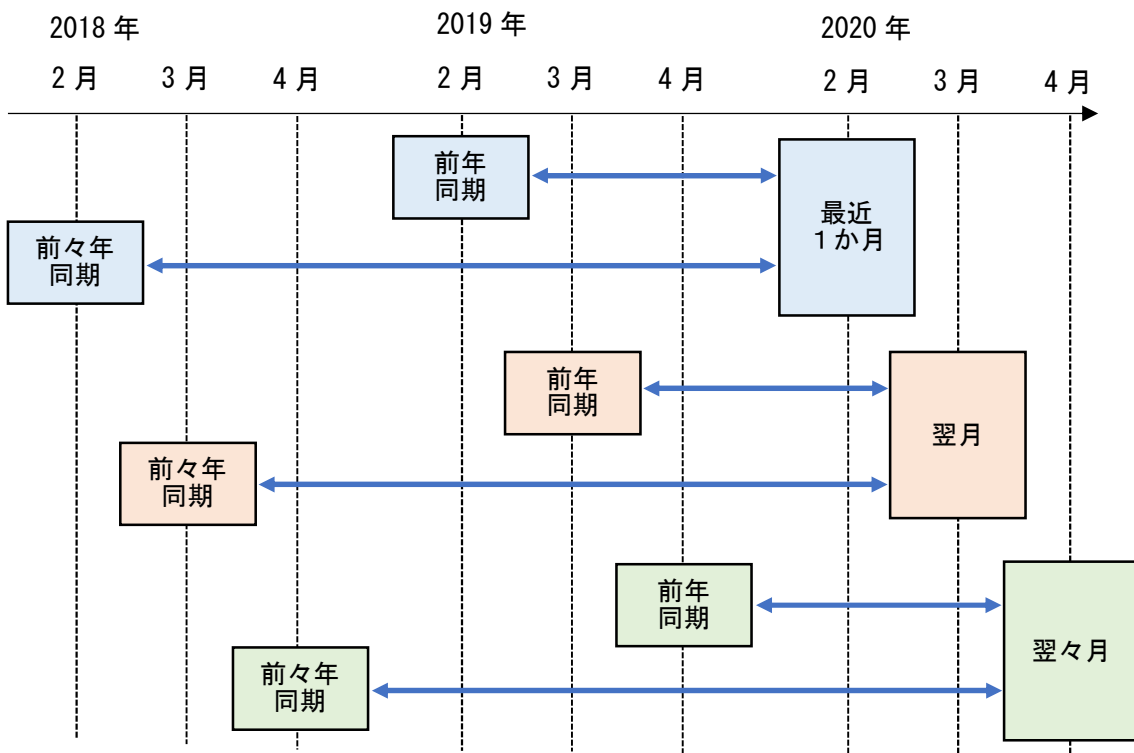 2018 年
2019 年
2020 年
2 月
3 月
4 月
2 月
3 月
4 月
2 月
3 月
4 月
前年
同期
最近
１か月
前々年
同期
前年
同期
翌月
前々年
同期
前年
同期
翌々月
前々年
同期